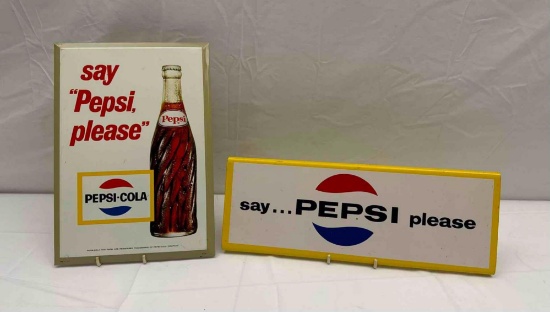 say
"Pepsi,
please"
Pepsi
PEPSI-COLA
say...PEPSI please